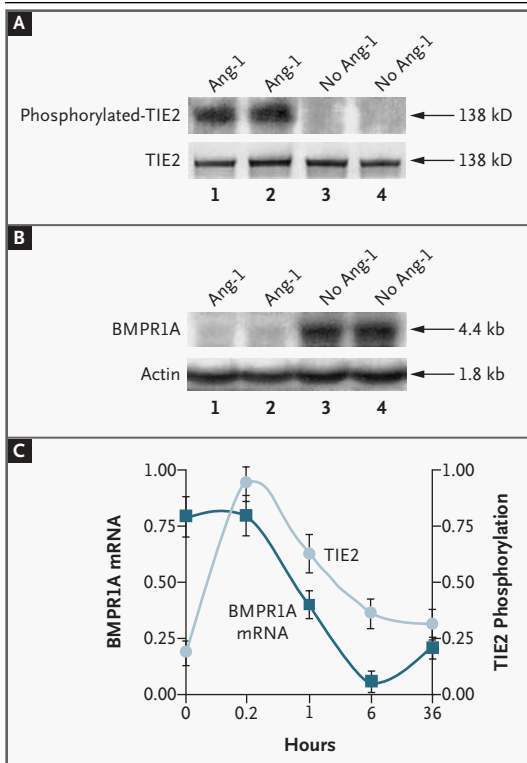 A
Ang-1 Ang-1 No Ang-1 No Ang-1
Phosphorylated-TIE2 138 kD
TIE2 138 kD
1 2 3 4
B
Ang-1 Ang-1 No Ang-1 No Ang-1
BMPR1A 4.4 kb
Actin 1.8 kb
1 2 3 4
C
1.00 1.00
0.75 0.75
0.50 0.50
0.25 0.25
0.00 0.00
BMPR1A mRNA
TIE2 Phosphorylation
TIE2
BMPR1A
mRNA
0 0.2 1 6 36
Hours